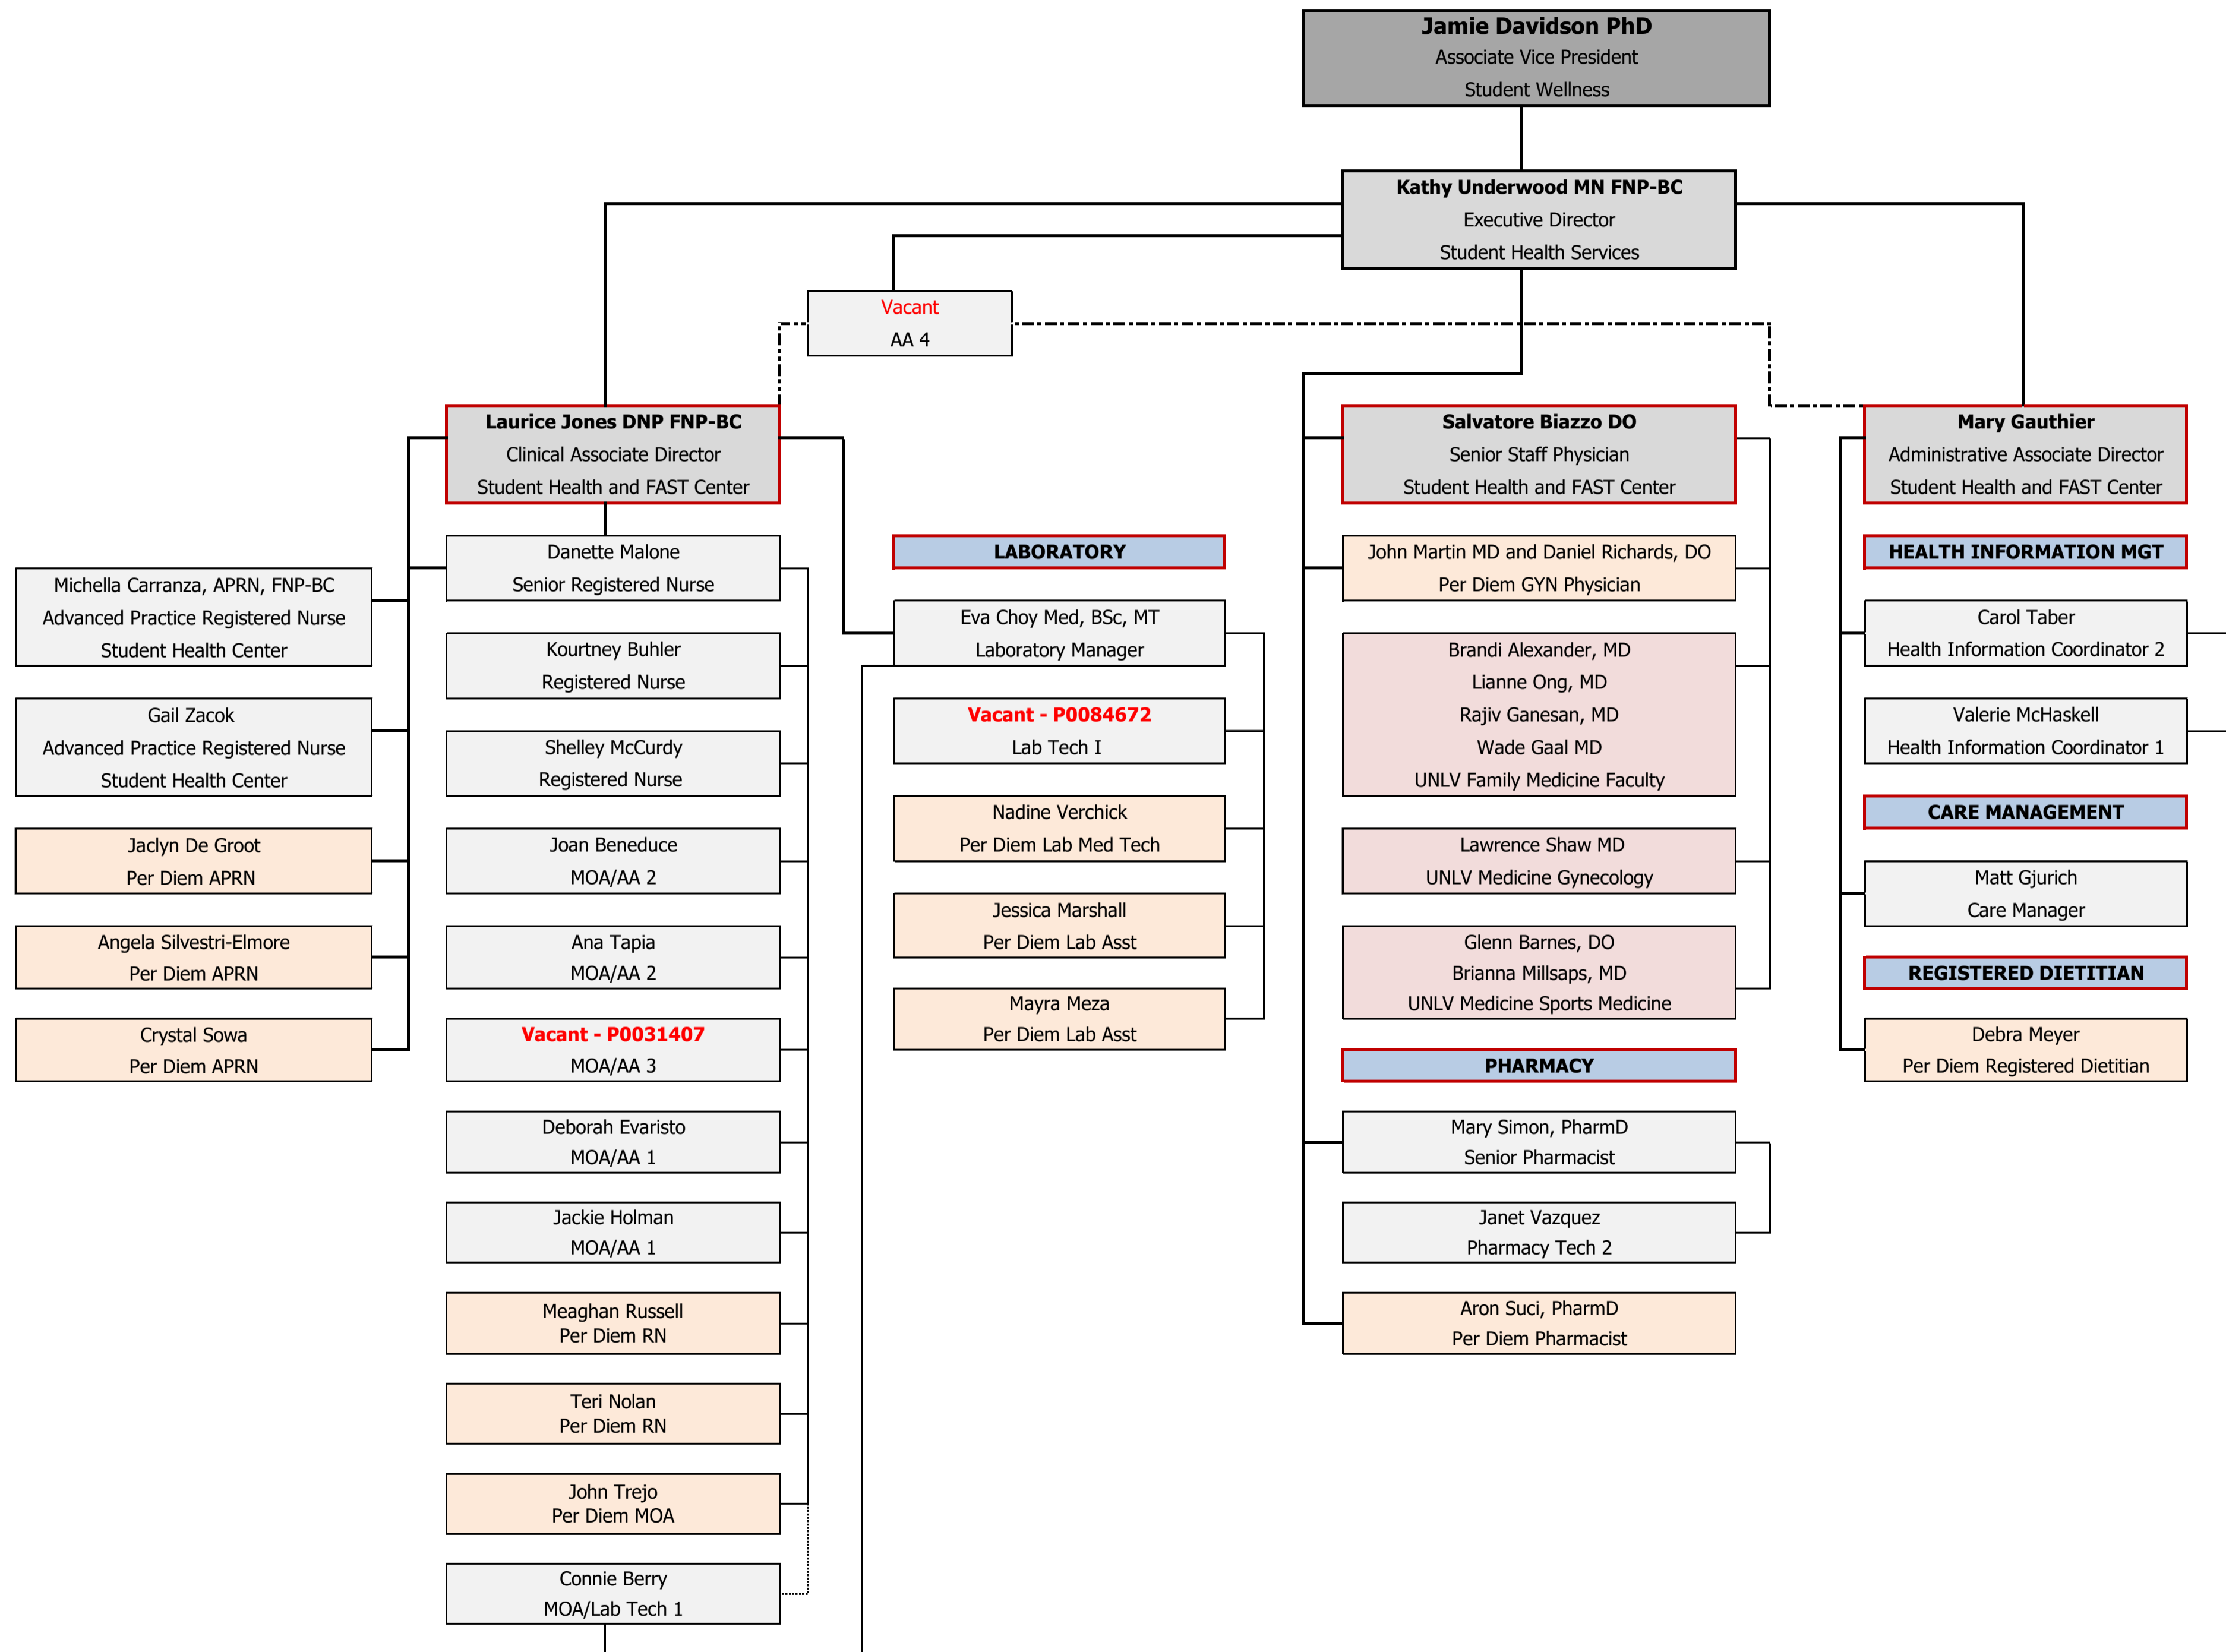 Jamie Davidson PhD
Associate Vice President
Student Wellness
Kathy Underwood MN FNP-BC
Executive Director
Student Health Services
Vacant
AA 4
Laurice Jones DNP FNP-BC
Clinical Associate Director
Student Health and FAST Center
Salvatore Biazzo DO
Senior Staff Physician
Student Health and FAST Center
Mary Gauthier
Administrative Associate Director
Student Health and FAST Center
Michella Carranza, APRN, FNP-BC
Advanced Practice Registered Nurse
Student Health Center
Gail Zacok
Advanced Practice Registered Nurse
Student Health Center
Jaclyn De Groot
Per Diem APRN
Angela Silvestri-Elmore
Per Diem APRN
Crystal Sowa
Per Diem APRN
Danette Malone
Senior Registered Nurse
Kourtney Buhler
Registered Nurse
Shelley McCurdy
Registered Nurse
Joan Beneduce
MOA/AA 2
Ana Tapia
MOA/AA 2
Vacant - P0031407
MOA/AA 3
Deborah Evaristo
MOA/AA 1
Jackie Holman
MOA/AA 1
Meaghan Russell
Per Diem RN
Teri Nolan
Per Diem RN
John Trejo
Per Diem MOA
Connie Berry
MOA/Lab Tech 1
LABORATORY
Eva Choy Med, BSc, MT
Laboratory Manager
Vacant - P0084672
Lab Tech I
Nadine Verchick
Per Diem Lab Med Tech
Jessica Marshall
Per Diem Lab Asst
Mayra Meza
Per Diem Lab Asst
John Martin MD and Daniel Richards, DO
Per Diem GYN Physician
Brandi Alexander, MD
Lianne Ong, MD
Rajiv Ganesan, MD
Wade Gaal MD
UNLV Family Medicine Faculty
Lawrence Shaw MD
UNLV Medicine Gynecology
Glenn Barnes, DO
Brianna Millsaps, MD
UNLV Medicine Sports Medicine
PHARMACY
Mary Simon, PharmD
Senior Pharmacist
Janet Vazquez
Pharmacy Tech 2
Aron Suci, PharmD
Per Diem Pharmacist
HEALTH INFORMATION MGT
Carol Taber
Health Information Coordinator 2
Valerie McHaskell
Health Information Coordinator 1
CARE MANAGEMENT
Matt Gjurich
Care Manager
REGISTERED DIETITIAN
Debra Meyer
Per Diem Registered Dietitian